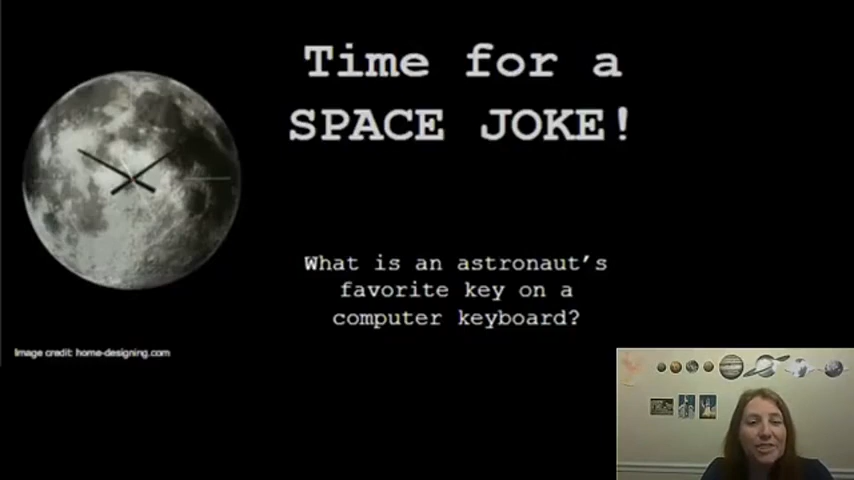 Time for a
SPACE JOKE!
What is an astronaut’s
favorite key on a
computer keyboard?
Image credit: home-designing.com